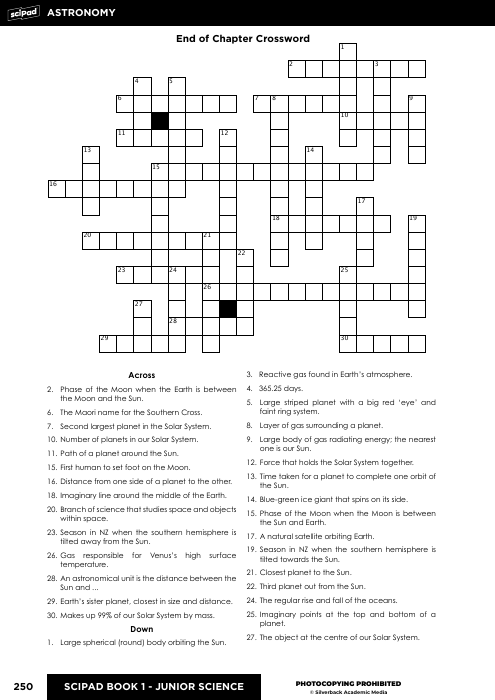 scipad ASTRONOMY
End of Chapter Crossword
1
2 3
4 5
6 7 8 9
10
11 12
13 14
15
16
17
18 19
20 21
22
23 24 25
26
27
28
29 30
Across
2. Phase of the Moon when the Earth is between
the Moon and the Sun.
6. The Maori name for the Southern Cross.
7. Second largest planet in the Solar System.
10. Number of planets in our Solar System.
11. Path of a planet around the Sun.
15. First human to set foot on the Moon.
16. Distance from one side of a planet to the other.
18. Imaginary line around the middle of the Earth.
20. Branch of science that studies space and objects
within space.
23. Season in NZ when the southern hemisphere is
tilted away from the Sun.
26. Gas responsible for Venus's high surface
temperature.
28. An astronomical unit is the distance between the
Sun and ...
29. Earth's sister planet, closest in size and distance.
30. Makes up 99% of our Solar System by mass.
Down
1. Large spherical (round) body orbiting the Sun.
3. Reactive gas found in Earth's atmosphere.
4. 365.25 days.
5. Large striped planet with a big red 'eye' and
faint ring system.
8. Layer of gas surrounding a planet.
9. Large body of gas radiating energy; the nearest
one is our Sun.
12. Force that holds the Solar System together.
13. Time taken for a planet to complete one orbit of
the Sun.
14. Blue-green ice giant that spins on its side.
15. Phase of the Moon when the Moon is between
the Sun and Earth.
17. A natural satellite orbiting Earth.
19. Season in NZ when the southern hemisphere is
tilted towards the Sun.
21. Closest planet to the Sun.
22. Third planet out from the Sun.
24. The regular rise and fall of the oceans.
25. Imaginary points at the top and bottom of a
planet.
27. The object at the centre of our Solar System.
250 SCIPAD BOOK 1 - JUNIOR SCIENCE
PHOTOCOPYING PROHIBITED
© Silverback Academic Media